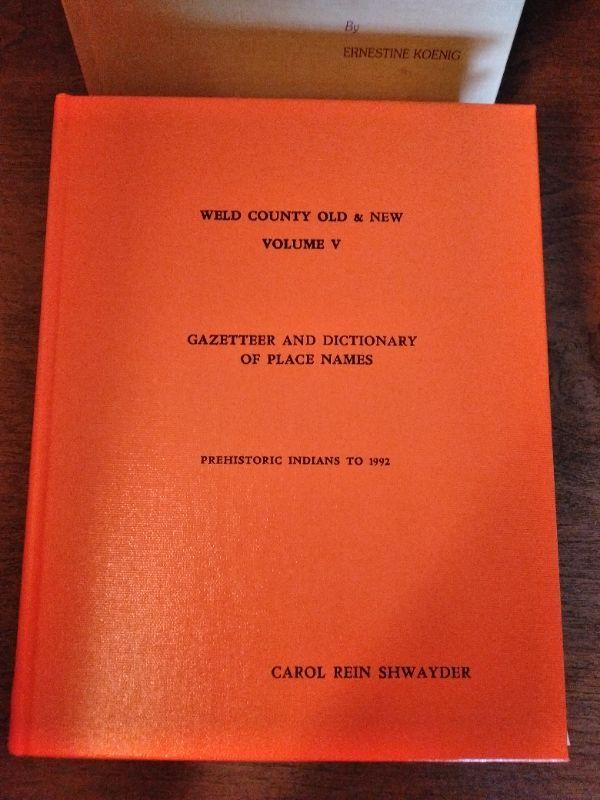 By
ERNESTINE KOENIG
WELD COUNTY OLD & NEW
VOLUME V
GAZETTEER AND DICTIONARY
OF PLACE NAMES
PREHISTORIC INDIANS TO 1992
CAROL REIN SHWAYDER